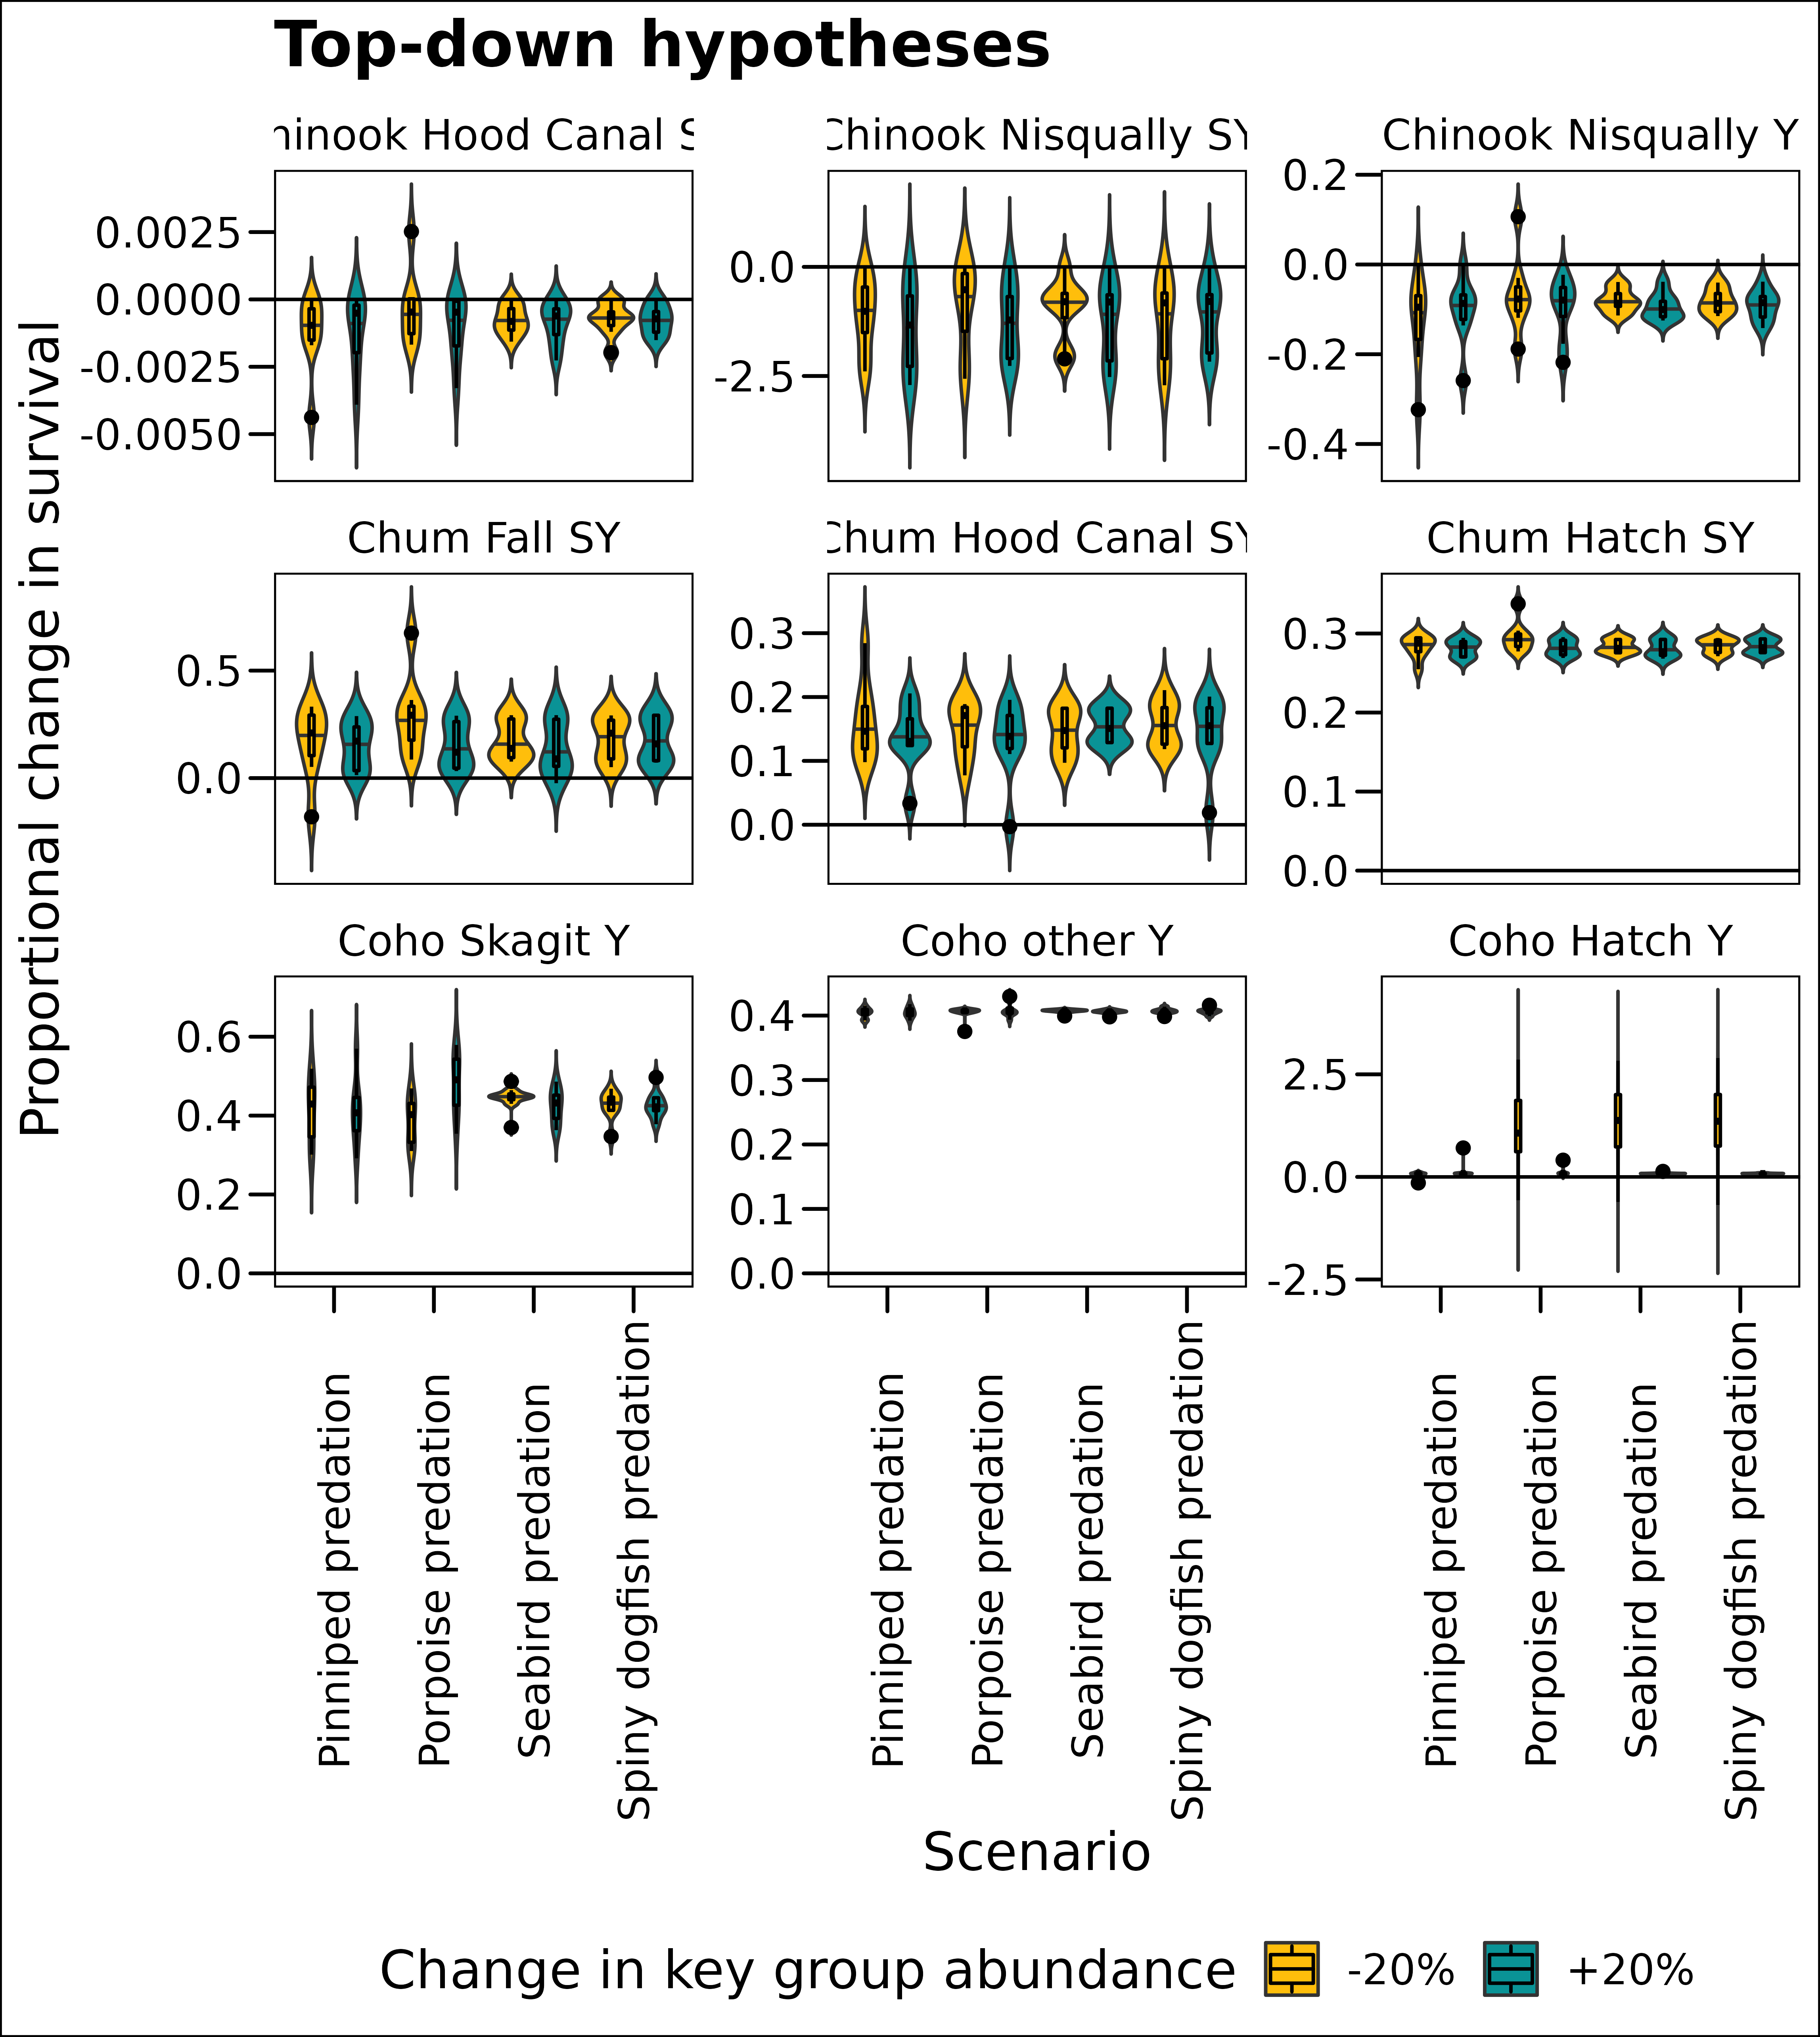 Top-down hypotheses
hinook Hood Canal S
Chinook Nisqually SY
Chinook Nisqually Y
0.0025
0.0000
-0.0025
-0.0050
0.0
-2.5
0.2
0.0
-0.2
-0.4
Chum Fall SY
Chum Hood Canal SY
Chum Hatch SY
0.5
0.0
0.3
0.2
0.1
0.0
0.3
0.2
0.1
0.0
Coho Skagit Y
Coho other Y
Coho Hatch Y
0.6
0.4
0.2
0.0
0.4
0.3
0.2
0.1
0.0
2.5
0.0
-2.5
Proportional change in survival
Pinniped predation
Porpoise predation
Seabird predation
Spiny dogfish predation
Pinniped predation
Porpoise predation
Seabird predation
Spiny dogfish predation
Pinniped predation
Porpoise predation
Seabird predation
Spiny dogfish predation
Scenario
Change in key group abundance -20% +20%